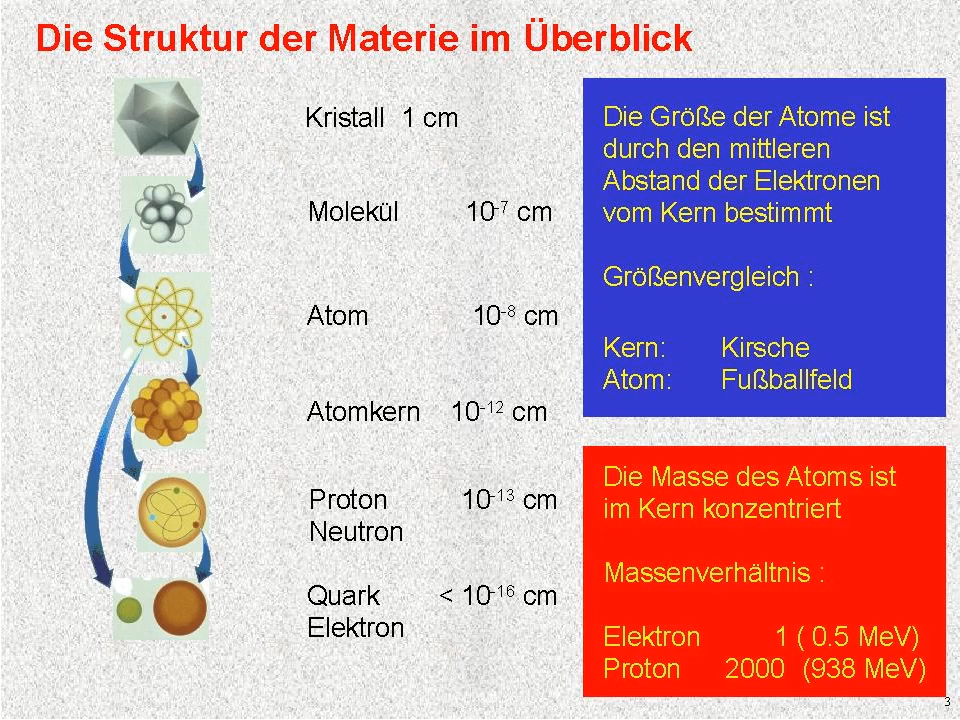 Die Struktur der Materie im Überblick
Kristall 1 cm
Molekül 10⁻⁷ cm
Atom 10⁻⁸ cm
Atomkern 10⁻¹² cm
Proton 10⁻¹³ cm
Neutron
Quark < 10⁻¹⁶ cm
Elektron
Die Größe der Atome ist
durch den mittleren
Abstand der Elektronen
vom Kern bestimmt
Größenvergleich :
Kern: Kirsche
Atom: Fußballfeld
Die Masse des Atoms ist
im Kern konzentriert
Massenverhältnis :
Elektron 1 ( 0.5 MeV)
Proton 2000 (938 MeV)
3